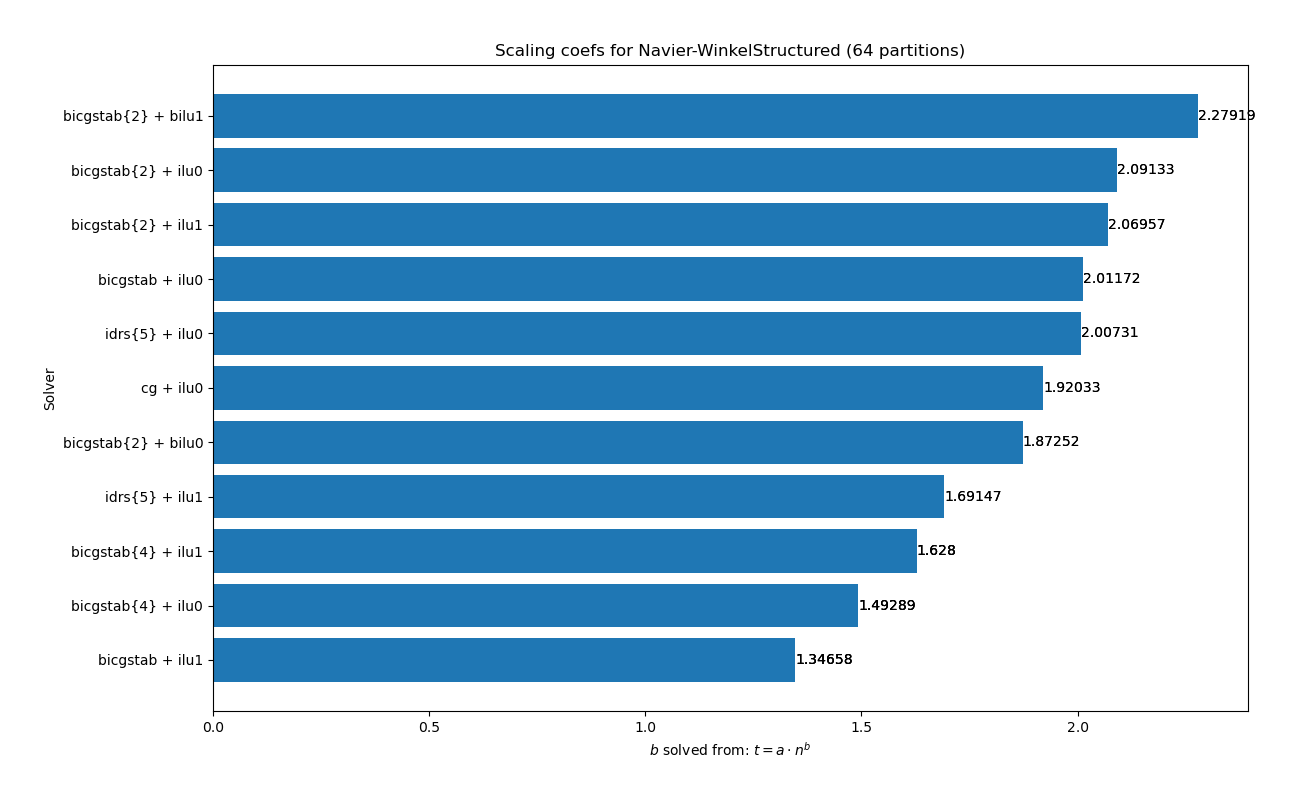 Scaling coefs for Navier-WinkelStructured (64 partitions)
bicgstab{2} + bilu1 2.27919
bicgstab{2} + ilu0 2.09133
bicgstab{2} + ilu1 2.06957
bicgstab + ilu0 2.01172
idrs{5} + ilu0 2.00731
cg + ilu0 1.92033
bicgstab{2} + bilu0 1.87252
idrs{5} + ilu1 1.69147
bicgstab{4} + ilu1 1.628
bicgstab{4} + ilu0 1.49289
bicgstab + ilu1 1.34658
Solver
0.0 0.5 1.0 1.5 2.0
b solved from: t = a · n^b